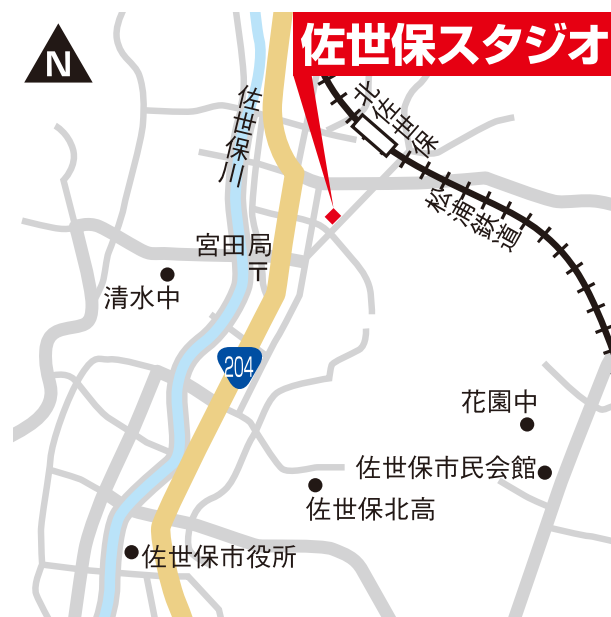 佐世保スタジオ
N
北佐世保
佐世保川
松浦鉄道
宮田局
〒
清水中
204
花園中
佐世保市民会館
佐世保北高
佐世保市役所